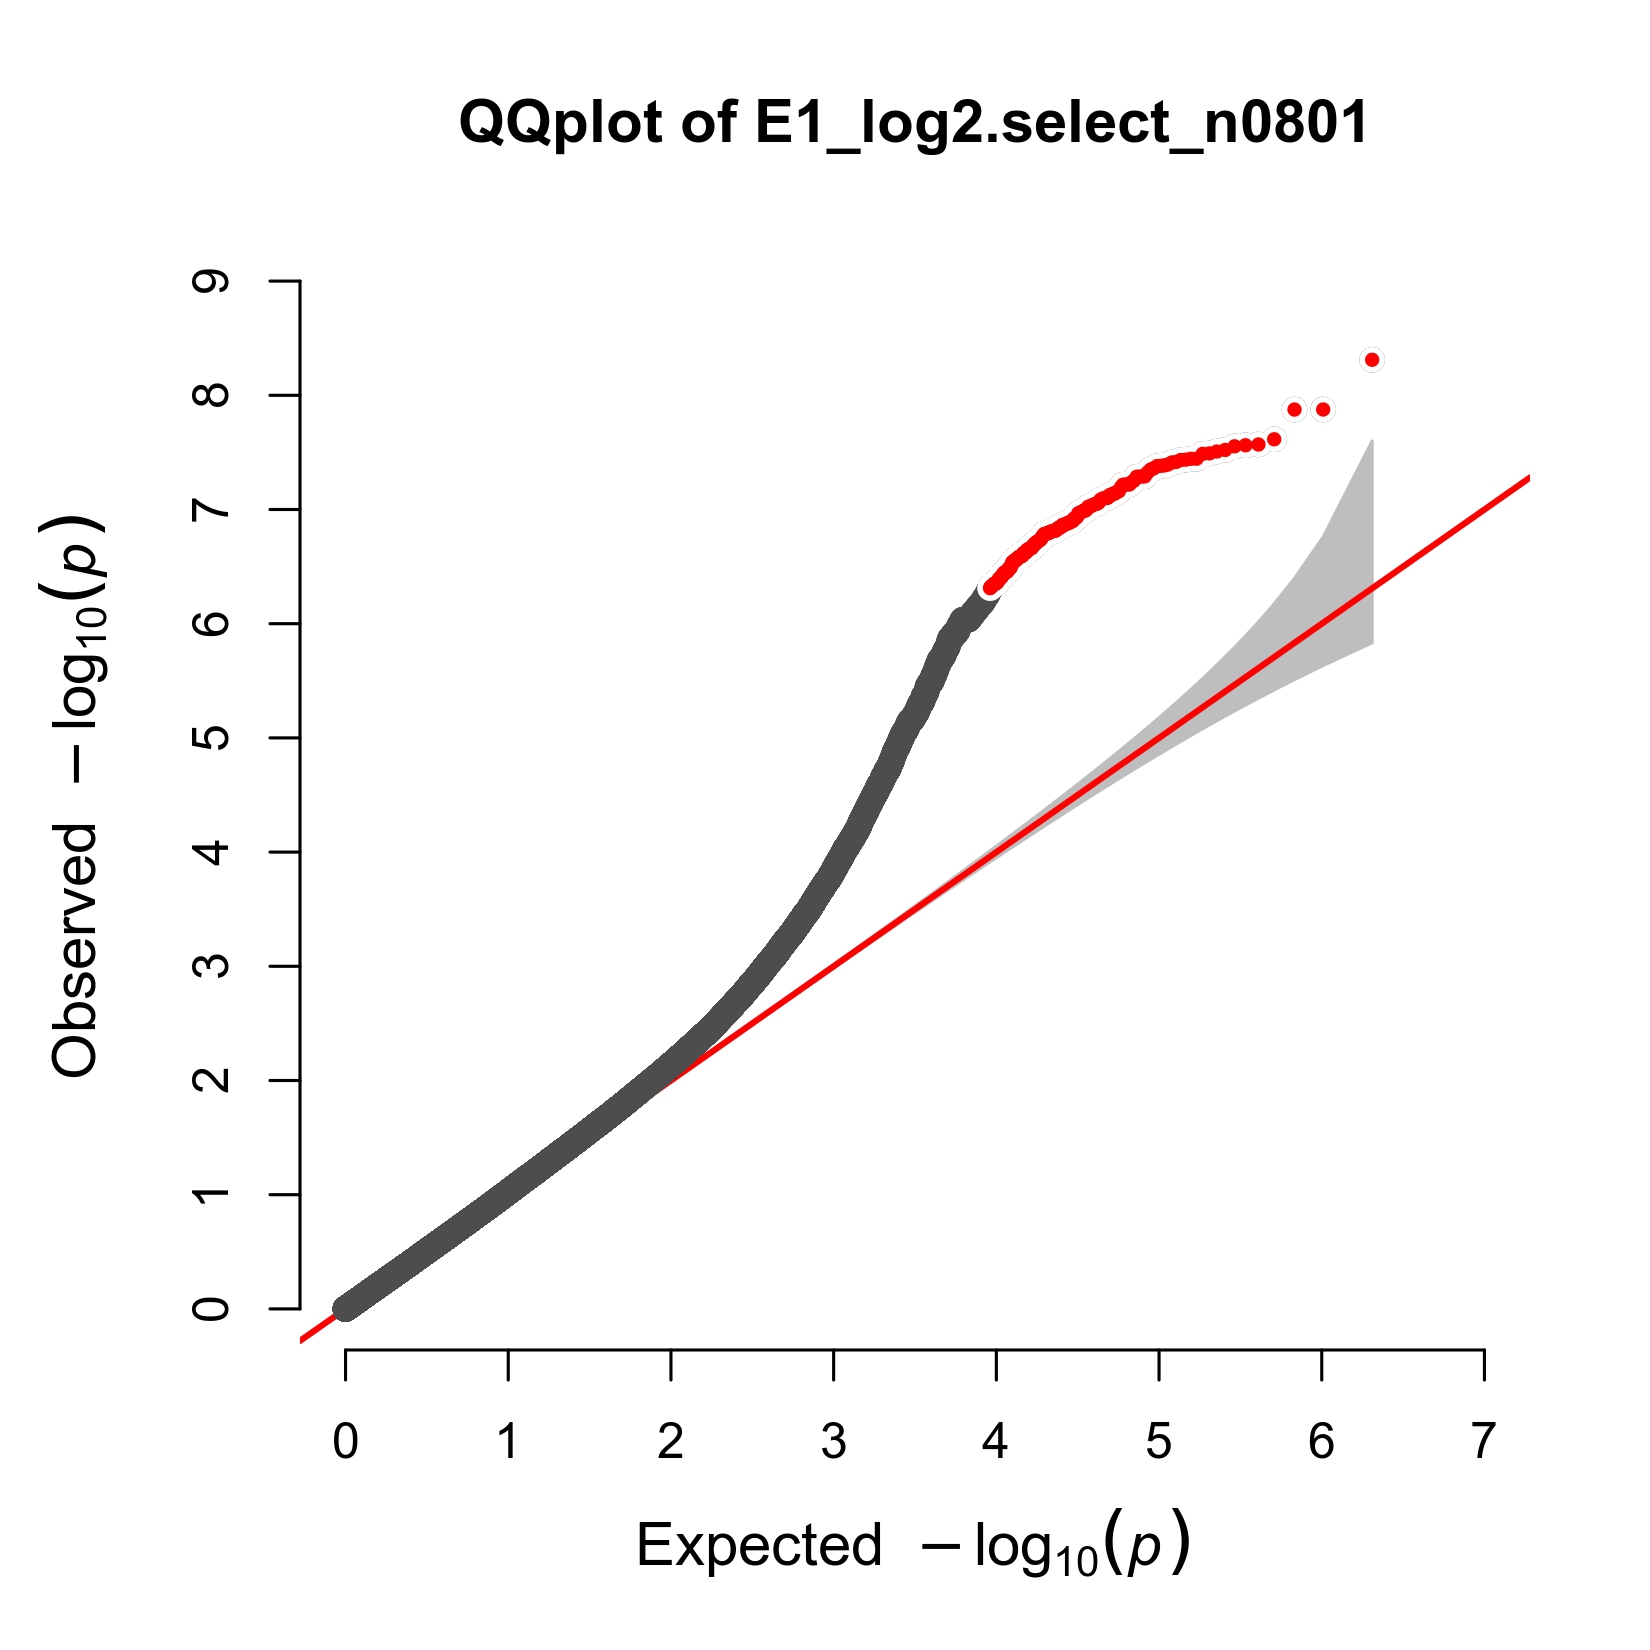 QQplot of E1_log2.select_n0801
Observed −log10(p)
9
8
7
6
5
4
3
2
1
0
0 1 2 3 4 5 6 7
Expected −log10(p)